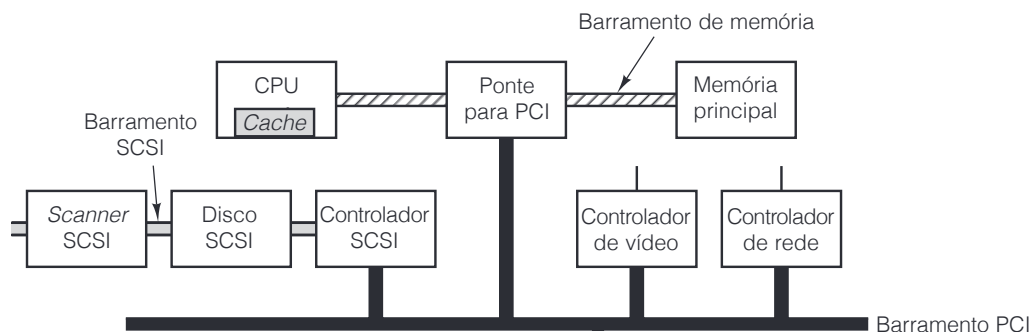 Barramento de memória
CPU
Cache
Ponte
para PCI
Memória
principal
Barramento
SCSI
Scanner
SCSI
Disco
SCSI
Controlador
SCSI
Controlador
de vídeo
Controlador
de rede
Barramento PCI